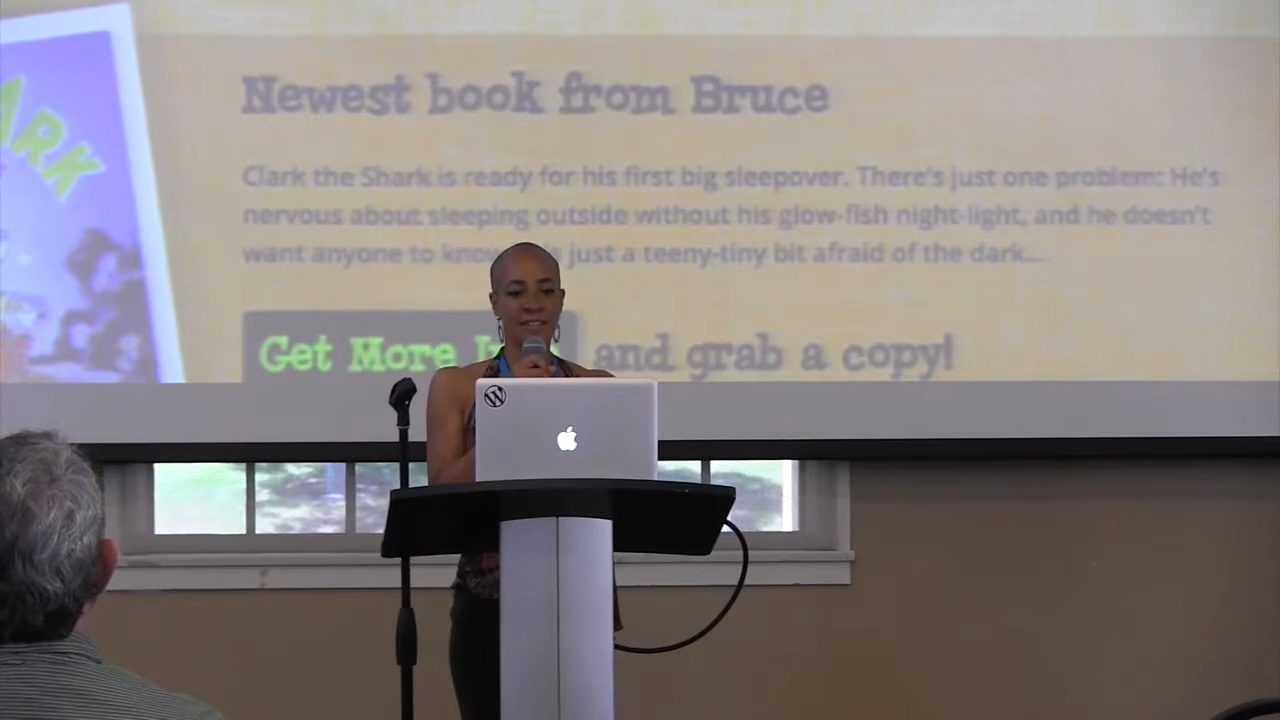 ARK
Newest book from Bruce
Clark the Shark is ready for his first big sleepover. There's just one problem: He's
nervous about sleeping outside without his glow-fish night-light, and he doesn't
want anyone to know is just a teeny-tiny bit afraid of the dark...
Get More and grab a copy!